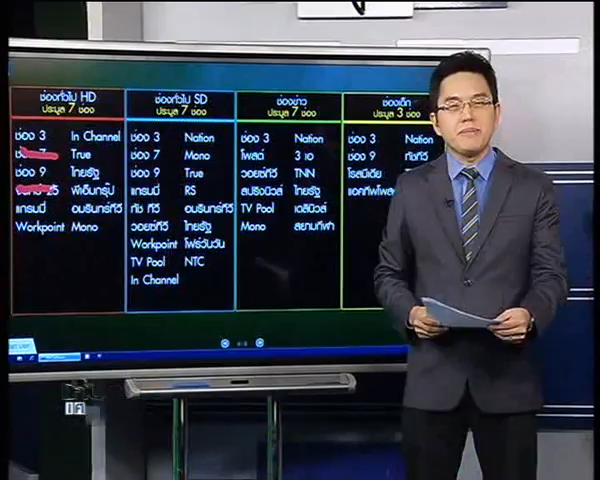 ช่องทั่วไป HD
ประมูล 7 ช่อง
ช่อง 3 In Channel
True
ช่อง 9 ไทยรัฐ
พีเอ็นกรุ๊ป
แกรมมี่ อมรินทร์ทีวี
Workpoint Mono
ช่องทั่วไป SD
ประมูล 7 ช่อง
ช่อง 3 Nation
ช่อง 7 Mono
ช่อง 9 True
แกรมมี่ RS
ทัช ทีวี อมรินทร์ทีวี
วอยซ์ทีวี ไทยรัฐ
Workpoint โฟร์วันวัน
TV Pool NTC
In Channel
ช่องข่าว
ประมูล 7 ช่อง
ช่อง 3 Nation
โพสต์ 3 เอ
วอยซ์ทีวี TNN
สปริงนิวส์ ไทยรัฐ
TV Pool เดลินิวส์
Mono สยามกีฬา
ช่องเด็ก
ประมูล 3 ช่อง
ช่อง 3 Nation
ช่อง 9 ทัชทีวี
โรสมีเดีย